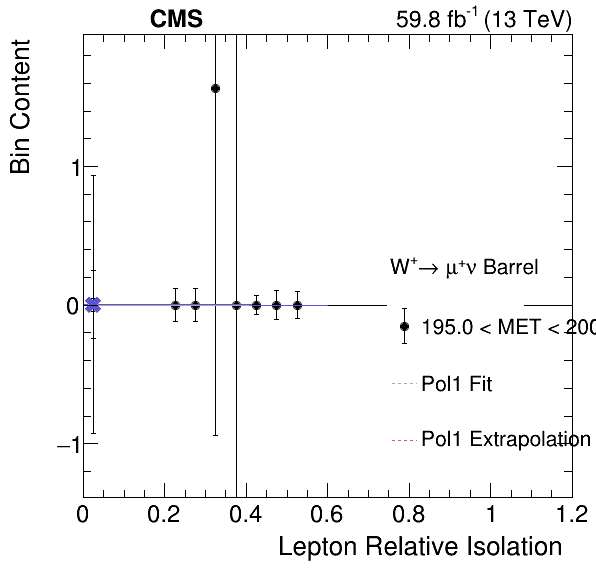 CMS
59.8 fb⁻¹ (13 TeV)
Bin Content
1
0
−1
W⁺→ μ⁺ν Barrel
195.0 < MET < 200
Pol1 Fit
Pol1 Extrapolation
0 0.2 0.4 0.6 0.8 1 1.2
Lepton Relative Isolation